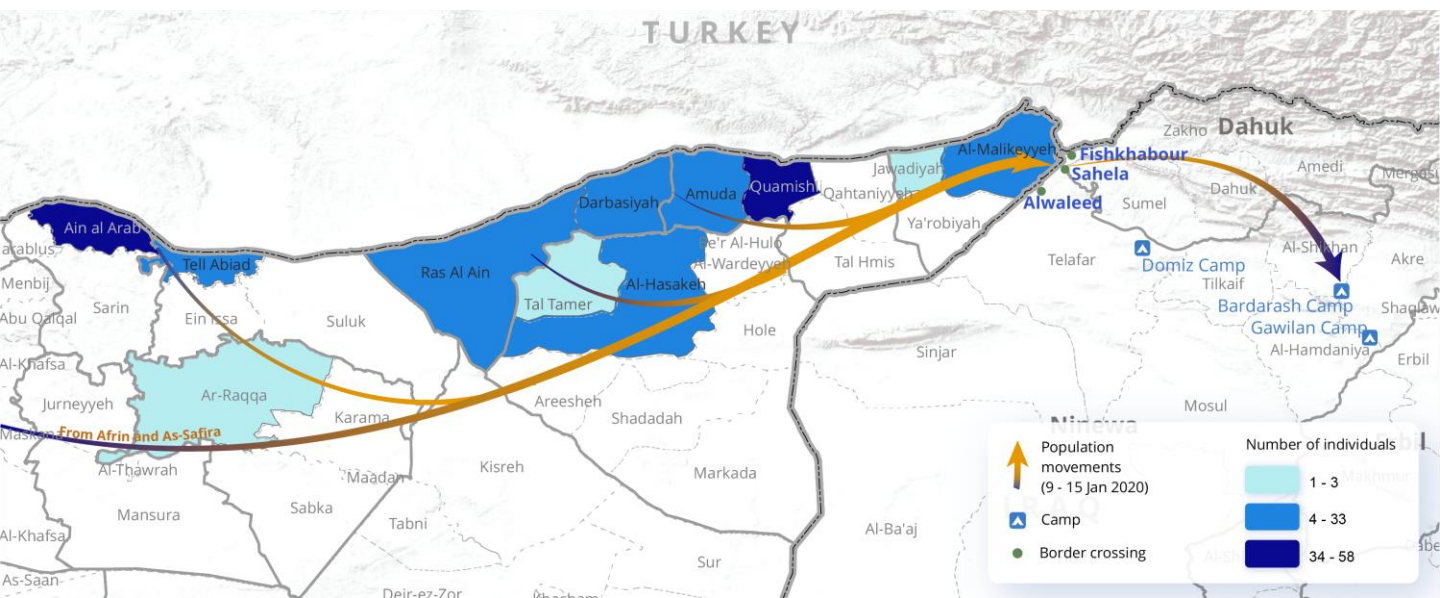 TURKEY
Zakho
Dahuk
Al-Malikeyyeh
Fishkhabour
Jawadiyah
Sahela
Amedi
Quamishli
Amuda
Qahtaniyyeh
Dahuk
Darbasiyah
Alwaleed
Sumel
Ain al Arab
Ya'robiyah
arablus
Al-Hulo
Al-Shikhan
Al-Wardeyyeh
Tal Hmis
Telafar
Akre
Tell Abiad
Ras Al Ain
Domiz Camp
Menbij
Al-Hasakeh
Tilkaif
Sarin
Tal Tamer
Bardarash Camp
Shaqlaw
Abu Qalqal
Ein Issa
Suluk
Hole
Gawilan Camp
Sinjar
Al-Hamdaniya
Erbil
Al-Khafsa
Ar-Raqqa
Jurneyyeh
Areesheh
Mosul
Karama
Shadadah
Maskana
From Afrin and As-Safira
Ninewa
Al-Thawrah
Kisreh
Markada
Maadan
Mansura
Sabka
Tabni
Al-Ba'aj
Al-Khafsa
Sur
As-Saan
Deir-ez-Zor
Khasham
Population
movements
(9 - 15 Jan 2020)
Camp
Border crossing
Number of individuals
1 - 3
4 - 33
34 - 58
Makhmur
IRAQ